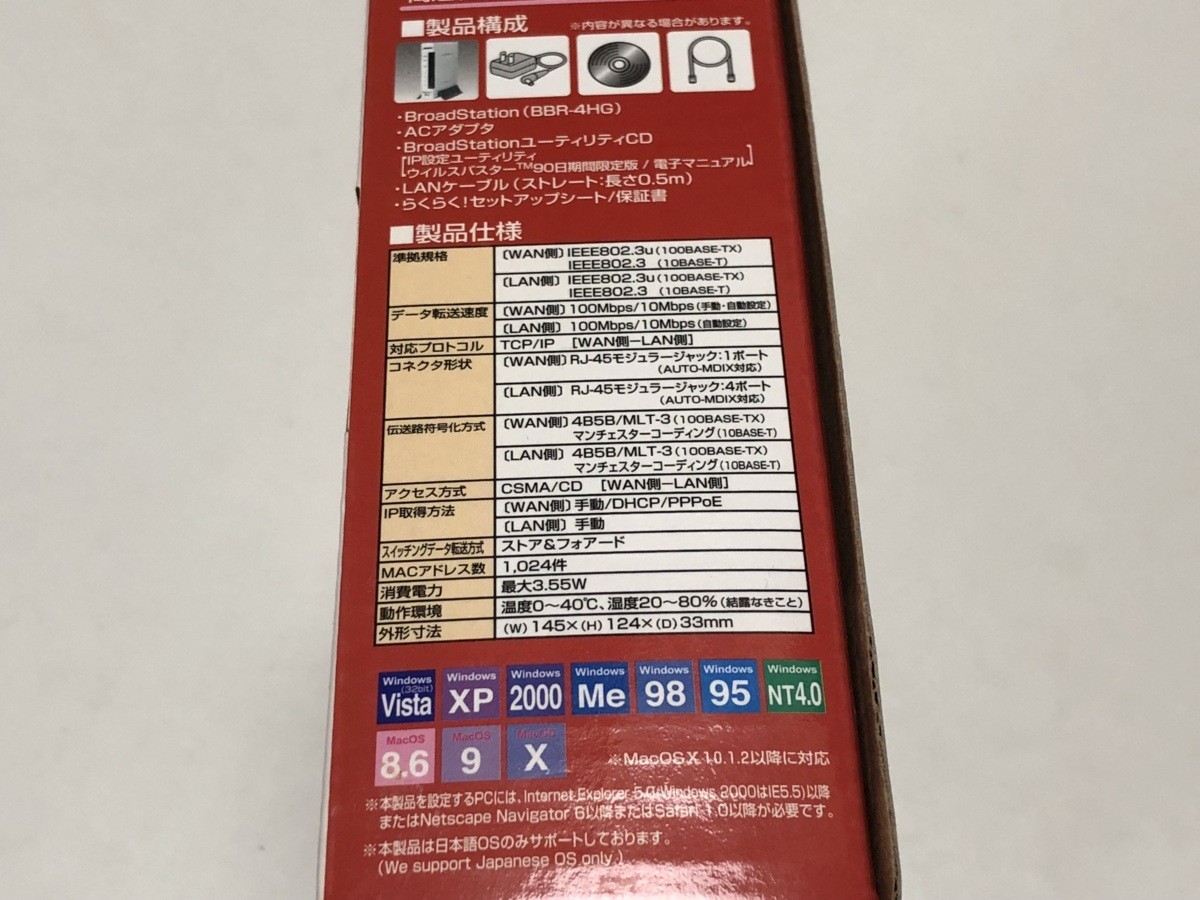 ■製品構成 ※内容が異なる場合があります。
・BroadStation(BBR-4HG)
・ACアダプタ
・BroadStationユーティリティCD
[IP設定ユーティリティ
ウイルスバスター™90日期間限定版 / 電子マニュアル]
・LANケーブル(ストレート:長さ0.5m)
・らくらく!セットアップシート/保証書
■製品仕様
準拠規格 〔WAN側〕IEEE802.3u(100BASE-TX)
IEEE802.3 (10BASE-T)
〔LAN側〕IEEE802.3u(100BASE-TX)
IEEE802.3 (10BASE-T)
データ転送速度 〔WAN側〕100Mbps/10Mbps(手動・自動設定)
〔LAN側〕100Mbps/10Mbps(自動設定)
対応プロトコル TCP/IP [WAN側−LAN側]
コネクタ形状 〔WAN側〕RJ-45モジュラージャック:1ポート
(AUTO-MDIX対応)
〔LAN側〕RJ-45モジュラージャック:4ポート
(AUTO-MDIX対応)
伝送路符号化方式 〔WAN側〕4B5B/MLT-3(100BASE-TX)
マンチェスターコーディング(10BASE-T)
〔LAN側〕4B5B/MLT-3(100BASE-TX)
マンチェスターコーディング(10BASE-T)
アクセス方式 CSMA/CD [WAN側−LAN側]
IP取得方法 〔WAN側〕手動/DHCP/PPPoE
〔LAN側〕手動
スイッチングデータ転送方式 ストア&フォアード
MACアドレス数 1,024件
消費電力 最大3.55W
動作環境 温度0〜40℃、湿度20〜80%(結露なきこと)
外形寸法 (W)145×(H)124×(D)33mm
Windows (32bit) Vista Windows XP Windows 2000 Windows Me Windows 98 Windows 95 Windows NT4.0
MacOS 8.6 MacOS 9 MacOS X ※MacOS X 10.1.2以降に対応
※本製品を設定するPCには、Internet Explorer 5.0(Windows 2000はIE5.5)以降
またはNetscape Navigator 6以降またはSafari 1.0以降が必要です。
※本製品は日本語OSのみサポートしております。
(We support Japanese OS only.)